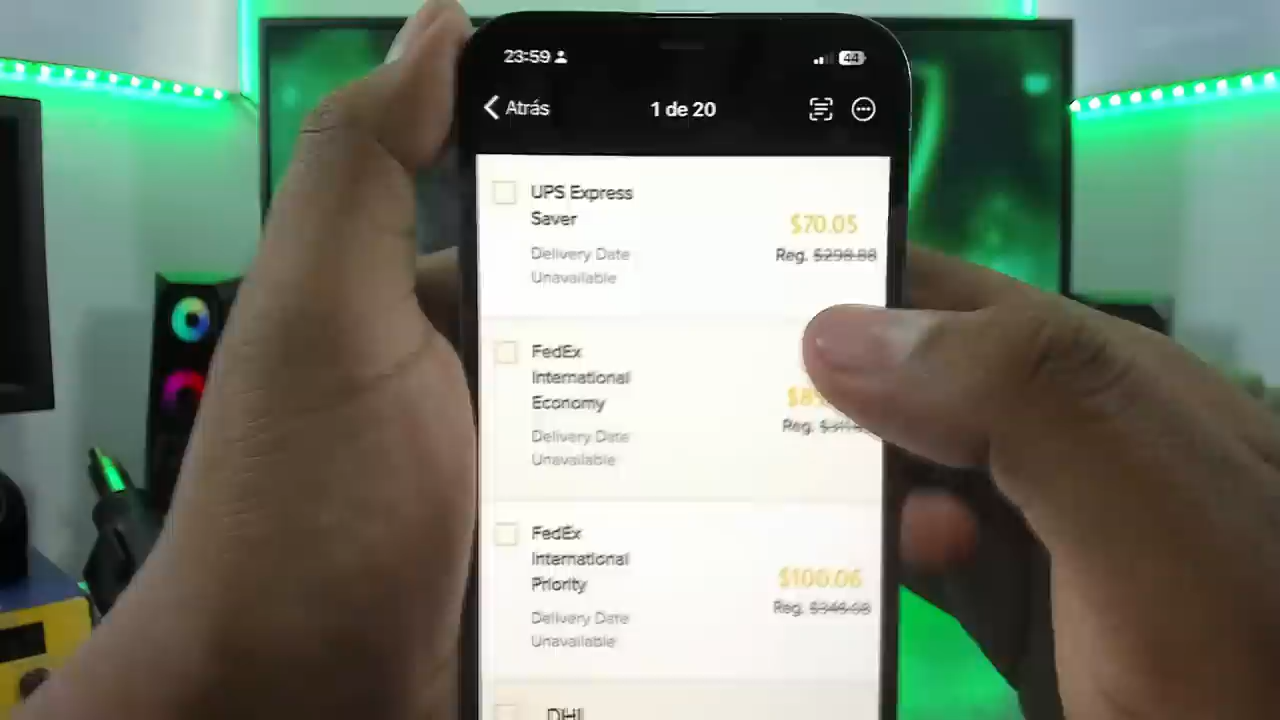 23:59
44
Atrás
1 de 20
UPS Express
Saver
$70.05
Delivery Date
Unavailable
Reg. $298.88
FedEx
International
Economy
Reg.
Delivery Date
Unavailable
FedEx
International
Priority
$100.06
Reg.
Delivery Date
Unavailable
DHL